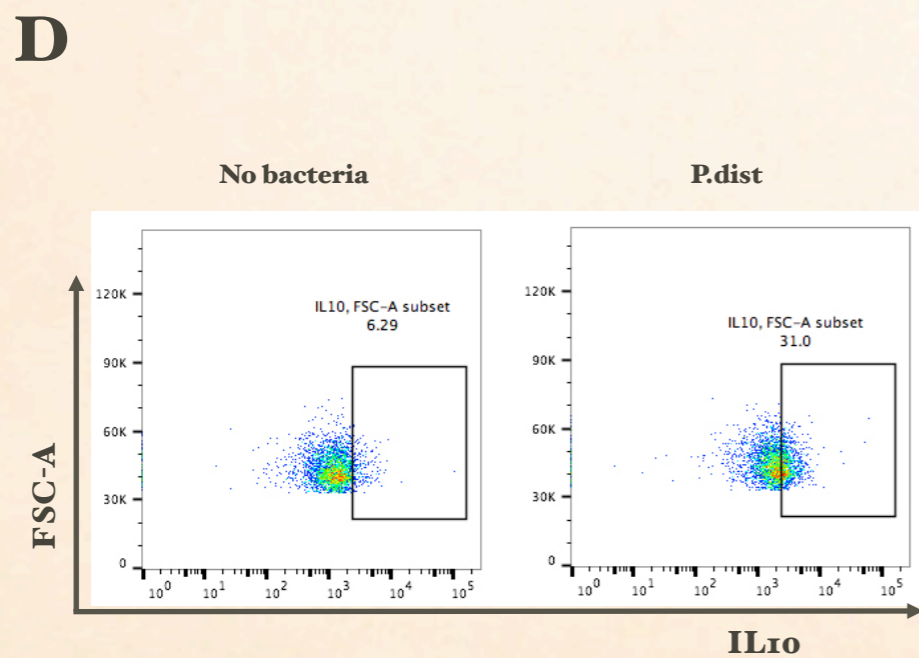 D
No bacteria
P.dist
IL10, FSC-A subset
6.29
120K
90K
60K
30K
0
10^0 10^1 10^2 10^3 10^4 10^5
IL10, FSC-A subset
31.0
120K
90K
60K
30K
0
10^0 10^1 10^2 10^3 10^4 10^5
FSC-A
IL10